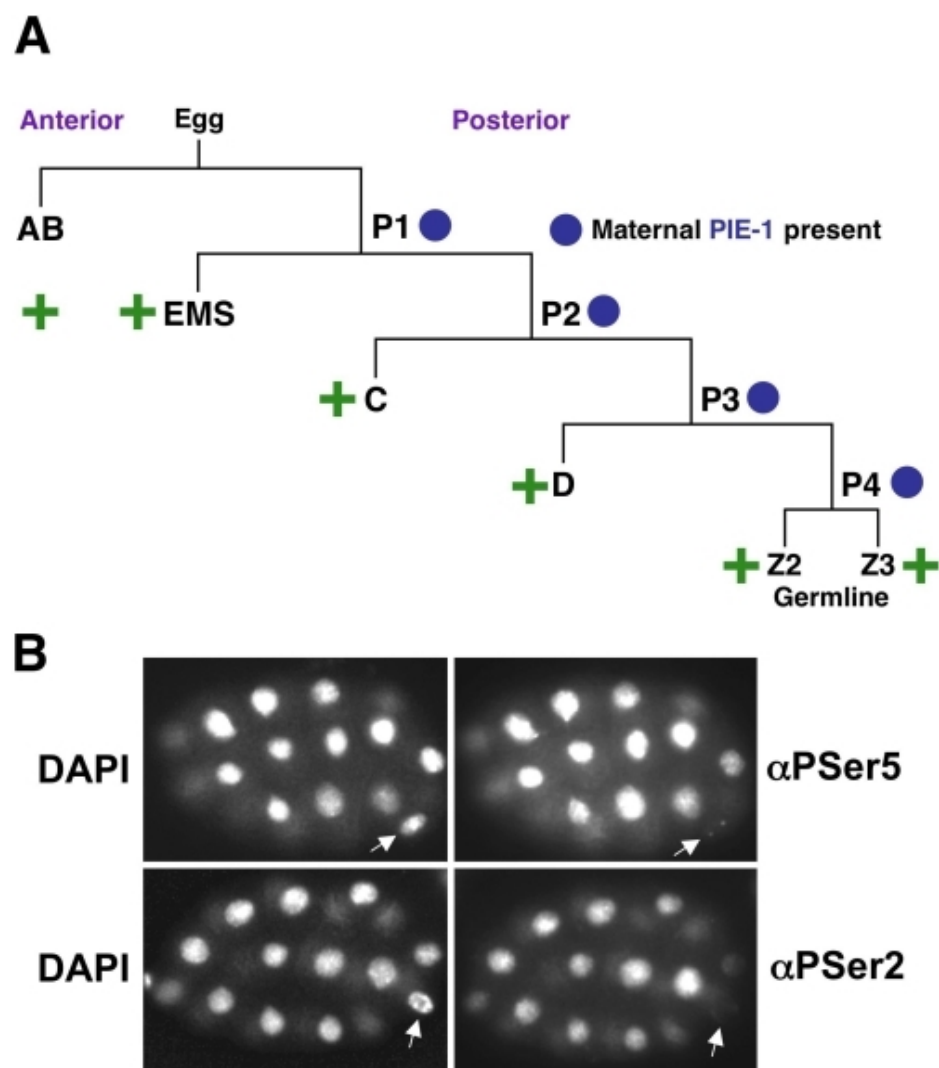 A
Anterior Egg Posterior
AB P1 Maternal PIE-1 present
+ + EMS P2
+ C P3
+ D P4
+ Z2 Z3 +
Germline
B
DAPI αPSer5
DAPI αPSer2